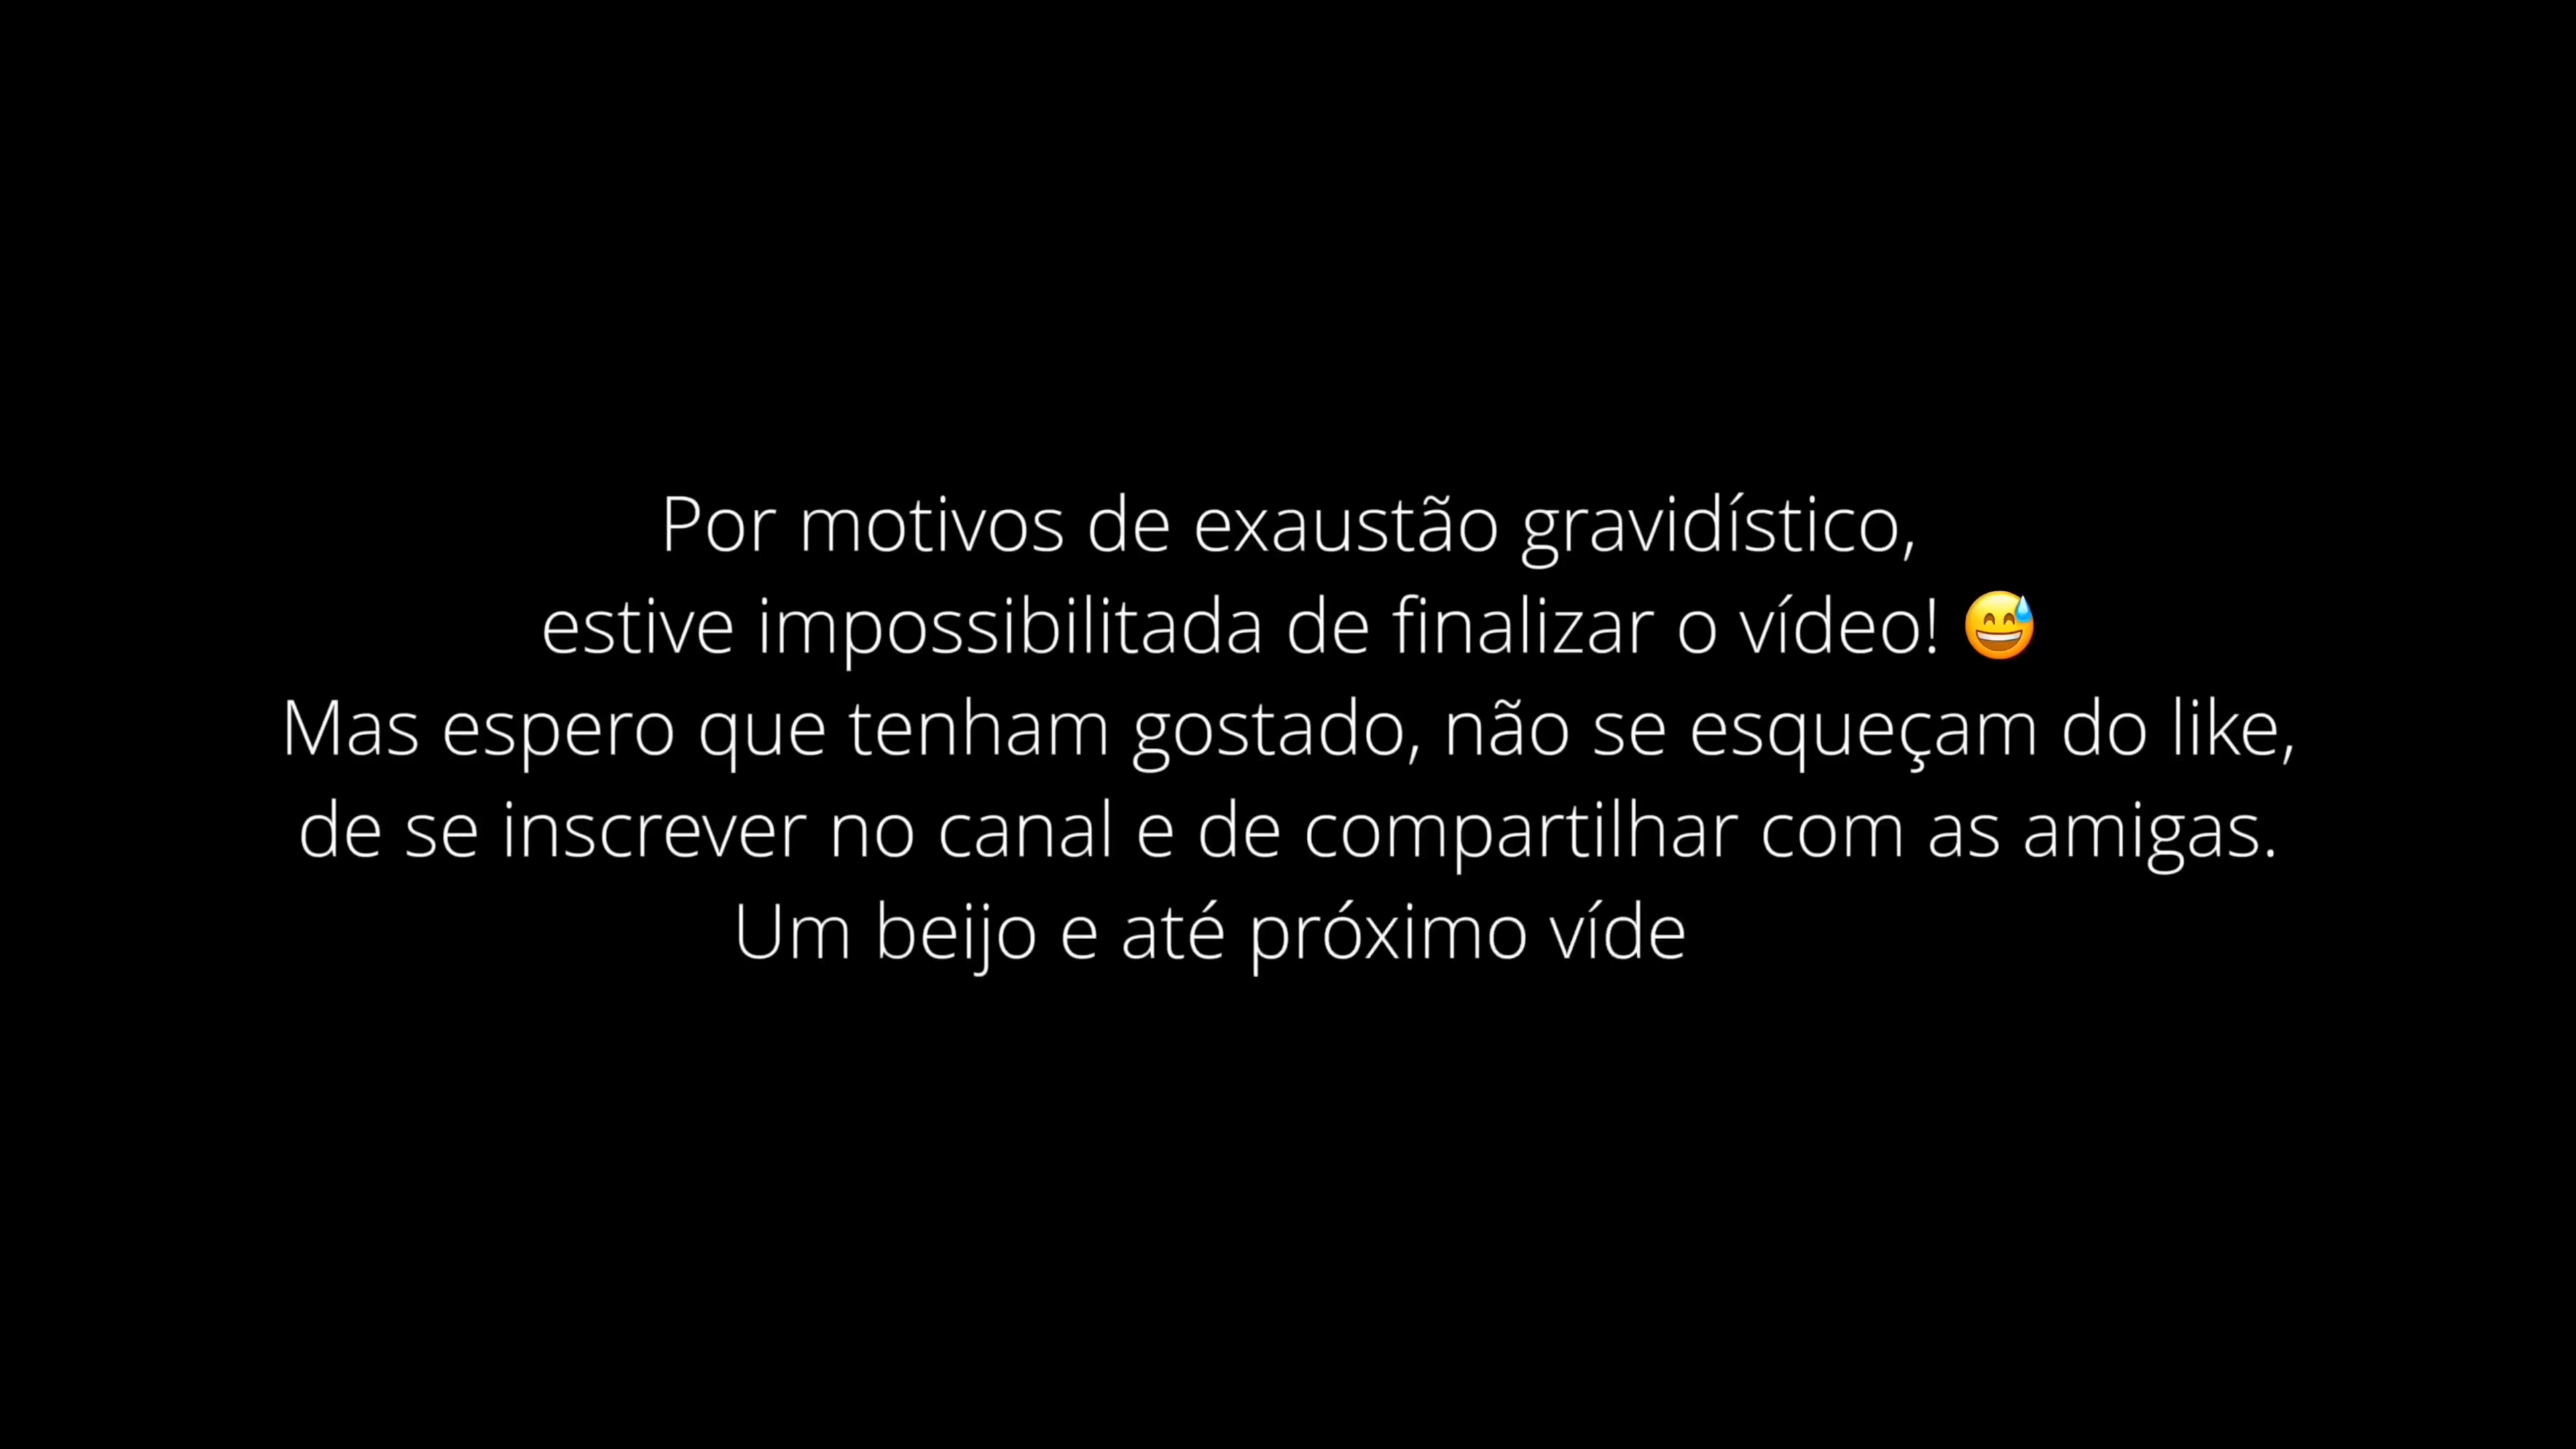 Por motivos de exaustão gravidístico,
estive impossibilitada de finalizar o vídeo! 😅
Mas espero que tenham gostado, não se esqueçam do like,
de se inscrever no canal e de compartilhar com as amigas.
Um beijo e até próximo víde